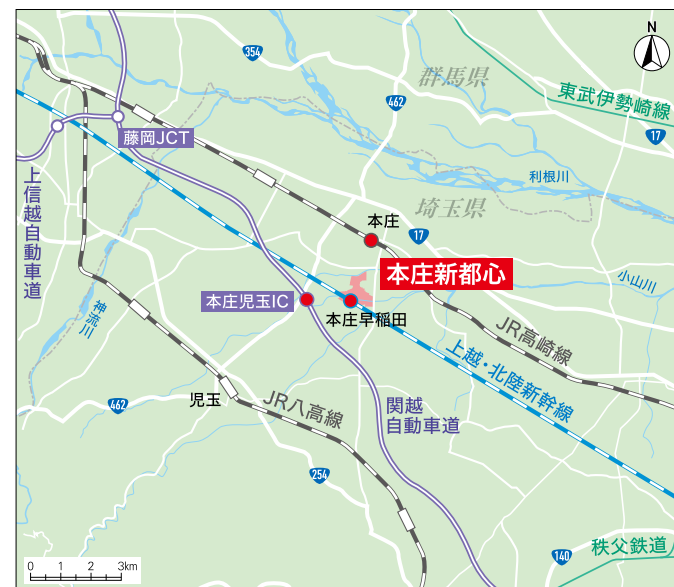 N
354
群馬県
462
東武伊勢崎線
17
藤岡JCT
利根川
上信越自動車道
埼玉県
本庄
17
本庄新都心
小山川
本庄児玉IC
神流川
本庄早稲田
JR高崎線
上越・北陸新幹線
児玉
462
JR八高線
関越
自動車道
254
秩父鉄道
140
0 1 2 3km